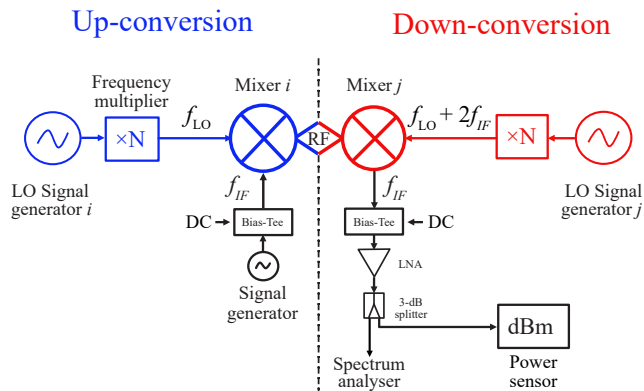 Up-conversion
Down-conversion
Frequency
multiplier
Mixer i
Mixer j
f_LO
f_LO + 2f_IF
×N
RF
×N
LO Signal
generator i
LO Signal
generator j
f_IF
f_IF
DC
Bias-Tee
Bias-Tee
DC
LNA
Signal
generator
3-dB
splitter
dBm
Spectrum
analyser
Power
sensor